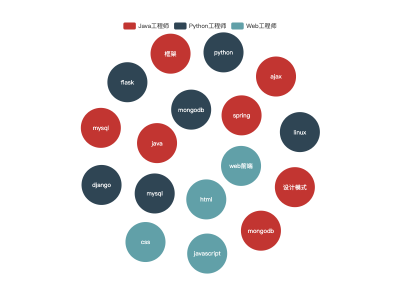 Java工程师 Python工程师 Web工程师
框架
python
ajax
flask
mongodb
spring
mysql
linux
java
web前端
django
mysql
设计模式
html
mongodb
css
javascript